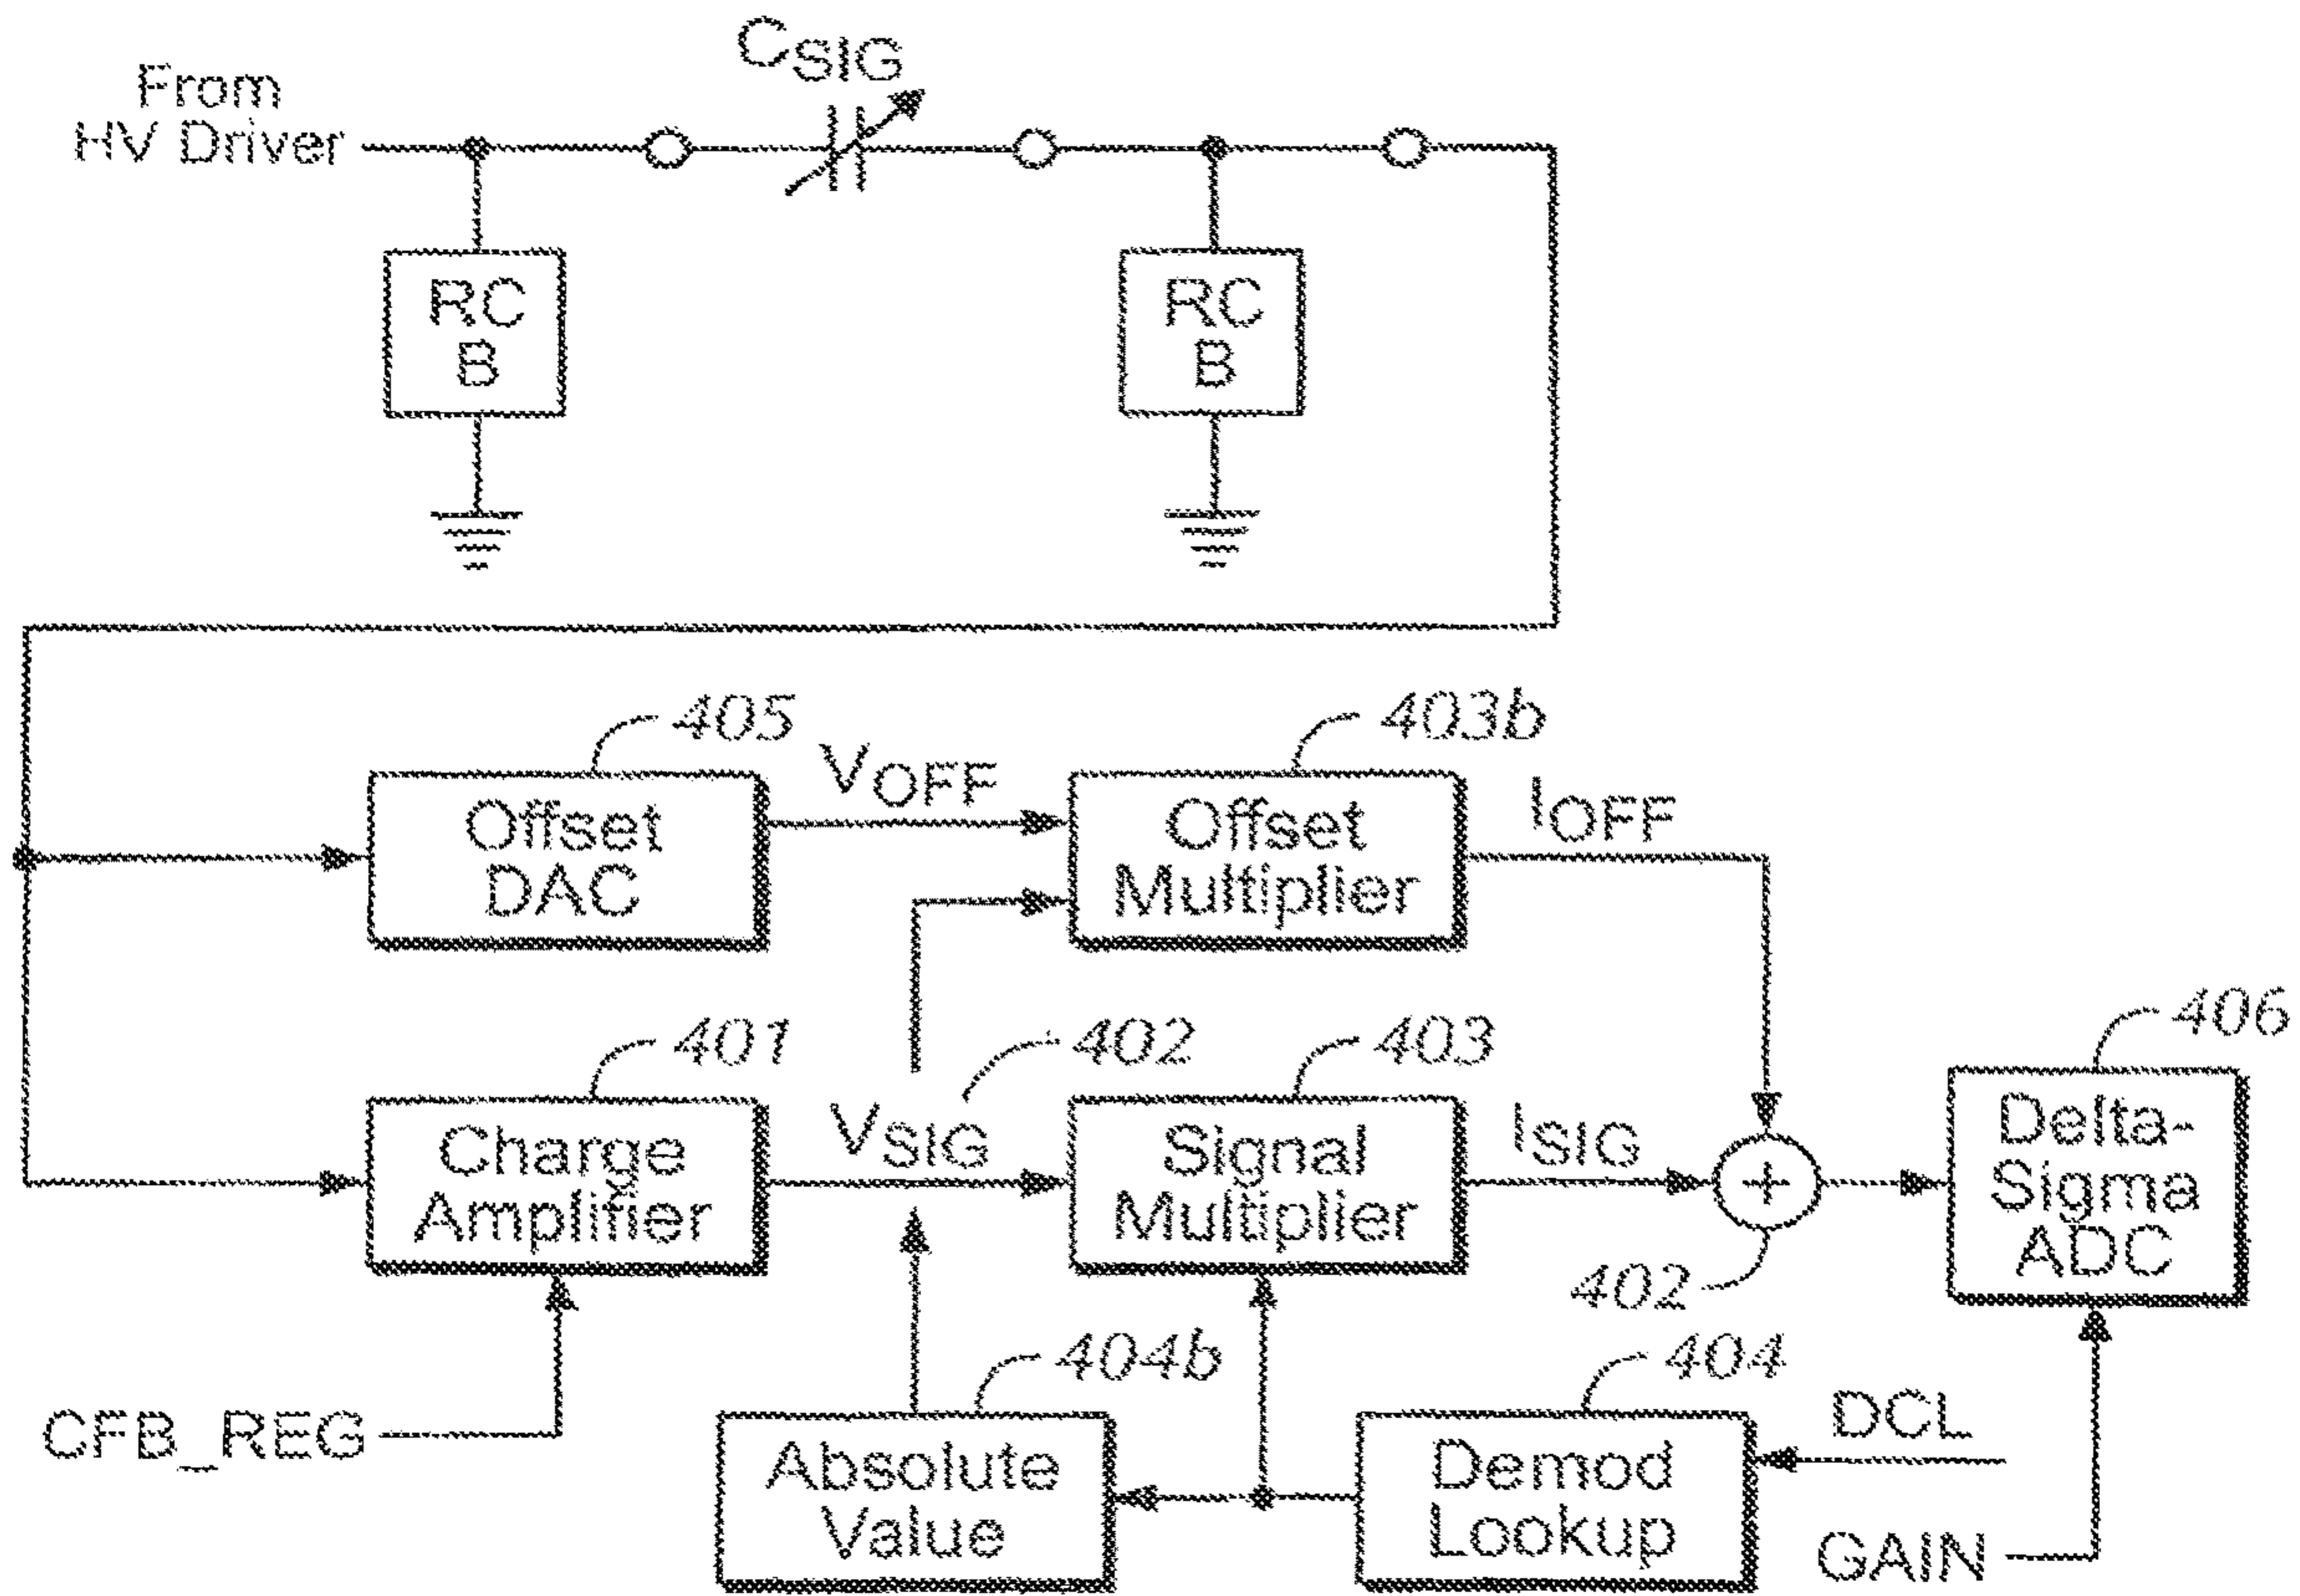 CSIG
From
HV Driver
RC
B
RC
B
405
403b
Offset
DAC
VOFF
Offset
Multiplier
IOFF
401
402
403
406
Charge
Amplifier
VSIG
Signal
Multiplier
ISIG
+
Delta-
Sigma
ADC
402
404b
404
CFB_REG
Absolute
Value
Demod
Lookup
DCL
GAIN